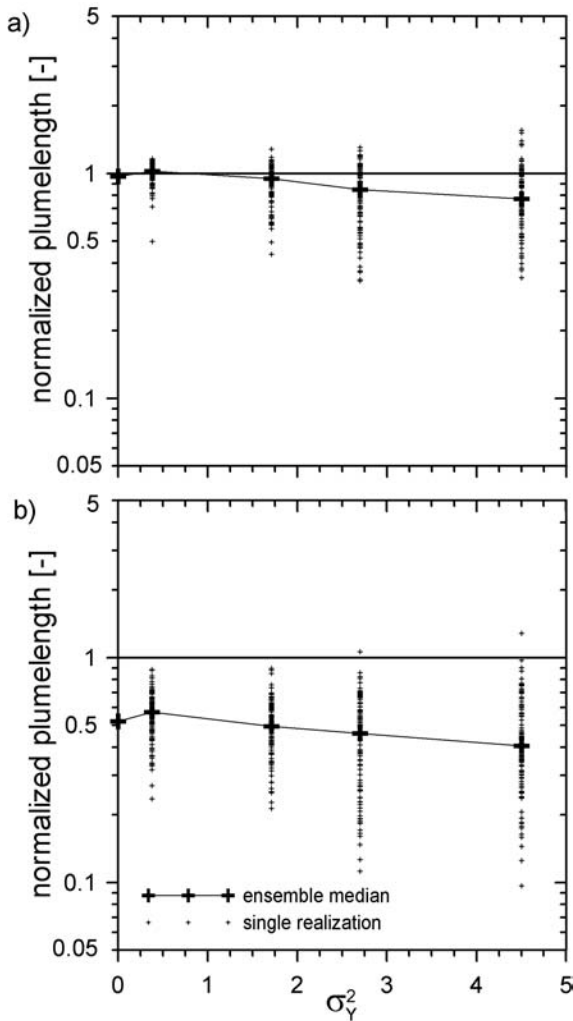 a)
normalized plumelength [-]
5
1
0.5
0.1
0.05
b)
normalized plumelength [-]
5
1
0.5
0.1
0.05
ensemble median
single realization
0 1 2 3 4 5
σ²Y